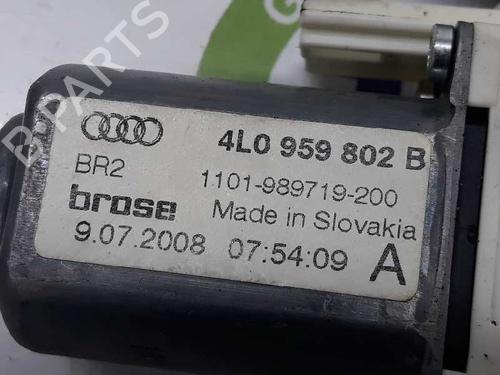 4L0 959 802 B
BR2 1101-989719-200
brose Made in Slovakia
9.07.2008 07:54:09 A
B-PARTS